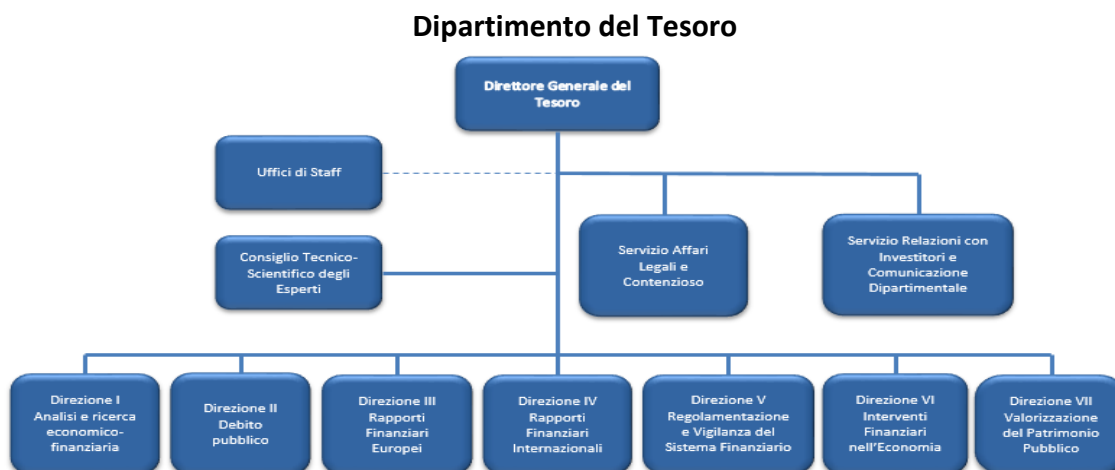 Dipartimento del Tesoro
Direttore Generale del
Tesoro
Uffici di Staff
Consiglio Tecnico-
Scientifico degli
Esperti
Servizio Affari
Legali e
Contenzioso
Servizio Relazioni con
Investitori e
Comunicazione
Dipartimentale
Direzione I
Analisi e ricerca
economico-
finanziaria
Direzione II
Debito
pubblico
Direzione III
Rapporti
Finanziari
Europei
Direzione IV
Rapporti
Finanziari
Internazionali
Direzione V
Regolamentazione
e Vigilanza del
Sistema Finanziario
Direzione VI
Interventi
Finanziari
nell'Economia
Direzione VII
Valorizzazione
del Patrimonio
Pubblico